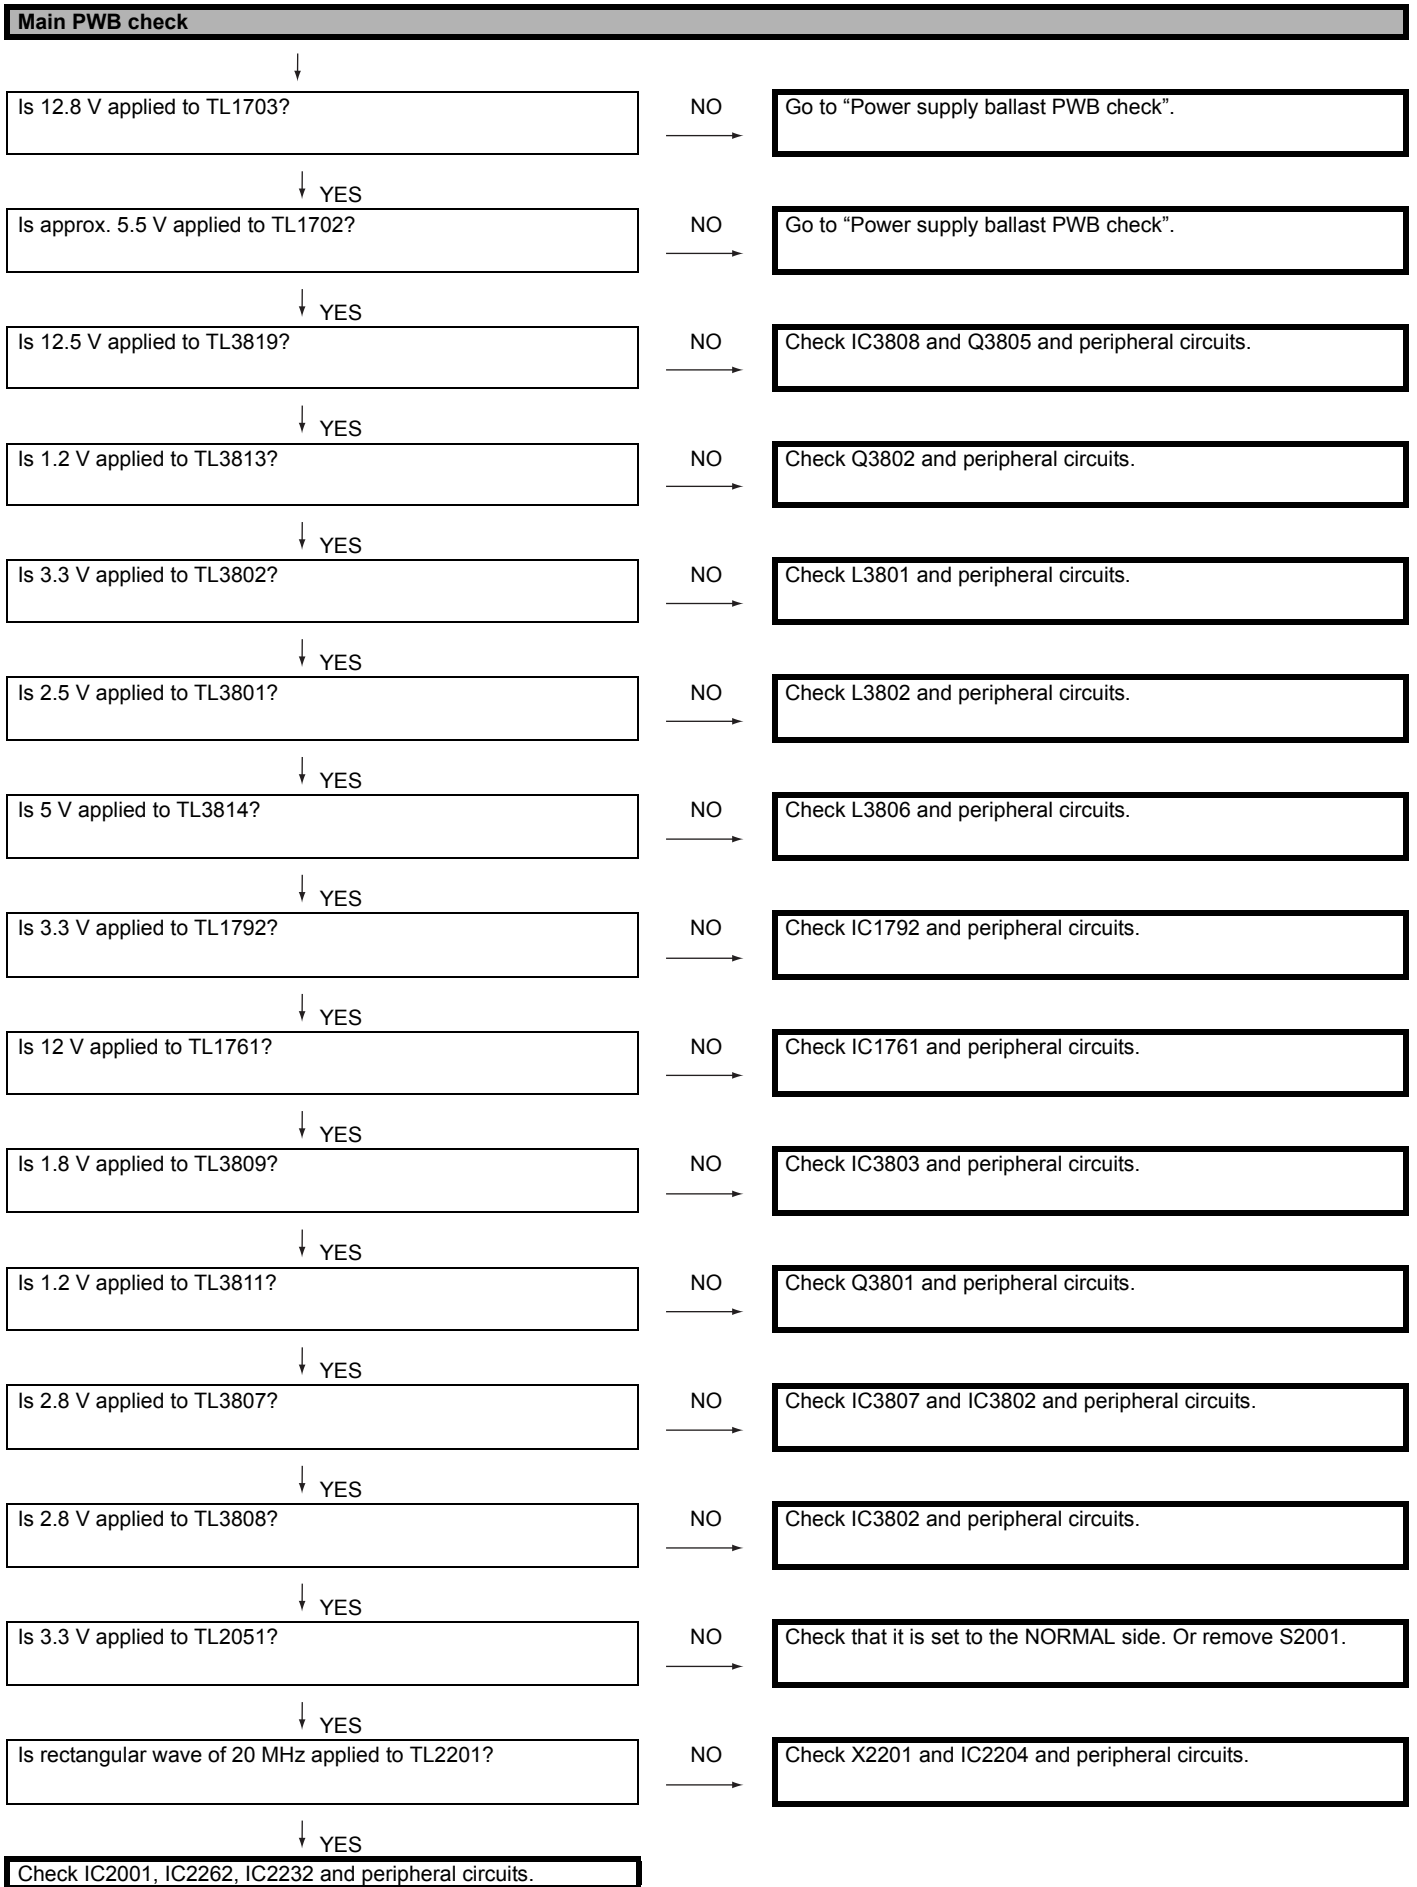 Main PWB check
Is 12.8 V applied to TL1703?
NO
Go to “Power supply ballast PWB check”.
YES
Is approx. 5.5 V applied to TL1702?
NO
Go to “Power supply ballast PWB check”.
YES
Is 12.5 V applied to TL3819?
NO
Check IC3808 and Q3805 and peripheral circuits.
YES
Is 1.2 V applied to TL3813?
NO
Check Q3802 and peripheral circuits.
YES
Is 3.3 V applied to TL3802?
NO
Check L3801 and peripheral circuits.
YES
Is 2.5 V applied to TL3801?
NO
Check L3802 and peripheral circuits.
YES
Is 5 V applied to TL3814?
NO
Check L3806 and peripheral circuits.
YES
Is 3.3 V applied to TL1792?
NO
Check IC1792 and peripheral circuits.
YES
Is 12 V applied to TL1761?
NO
Check IC1761 and peripheral circuits.
YES
Is 1.8 V applied to TL3809?
NO
Check IC3803 and peripheral circuits.
YES
Is 1.2 V applied to TL3811?
NO
Check Q3801 and peripheral circuits.
YES
Is 2.8 V applied to TL3807?
NO
Check IC3807 and IC3802 and peripheral circuits.
YES
Is 2.8 V applied to TL3808?
NO
Check IC3802 and peripheral circuits.
YES
Is 3.3 V applied to TL2051?
NO
Check that it is set to the NORMAL side. Or remove S2001.
YES
Is rectangular wave of 20 MHz applied to TL2201?
NO
Check X2201 and IC2204 and peripheral circuits.
YES
Check IC2001, IC2262, IC2232 and peripheral circuits.